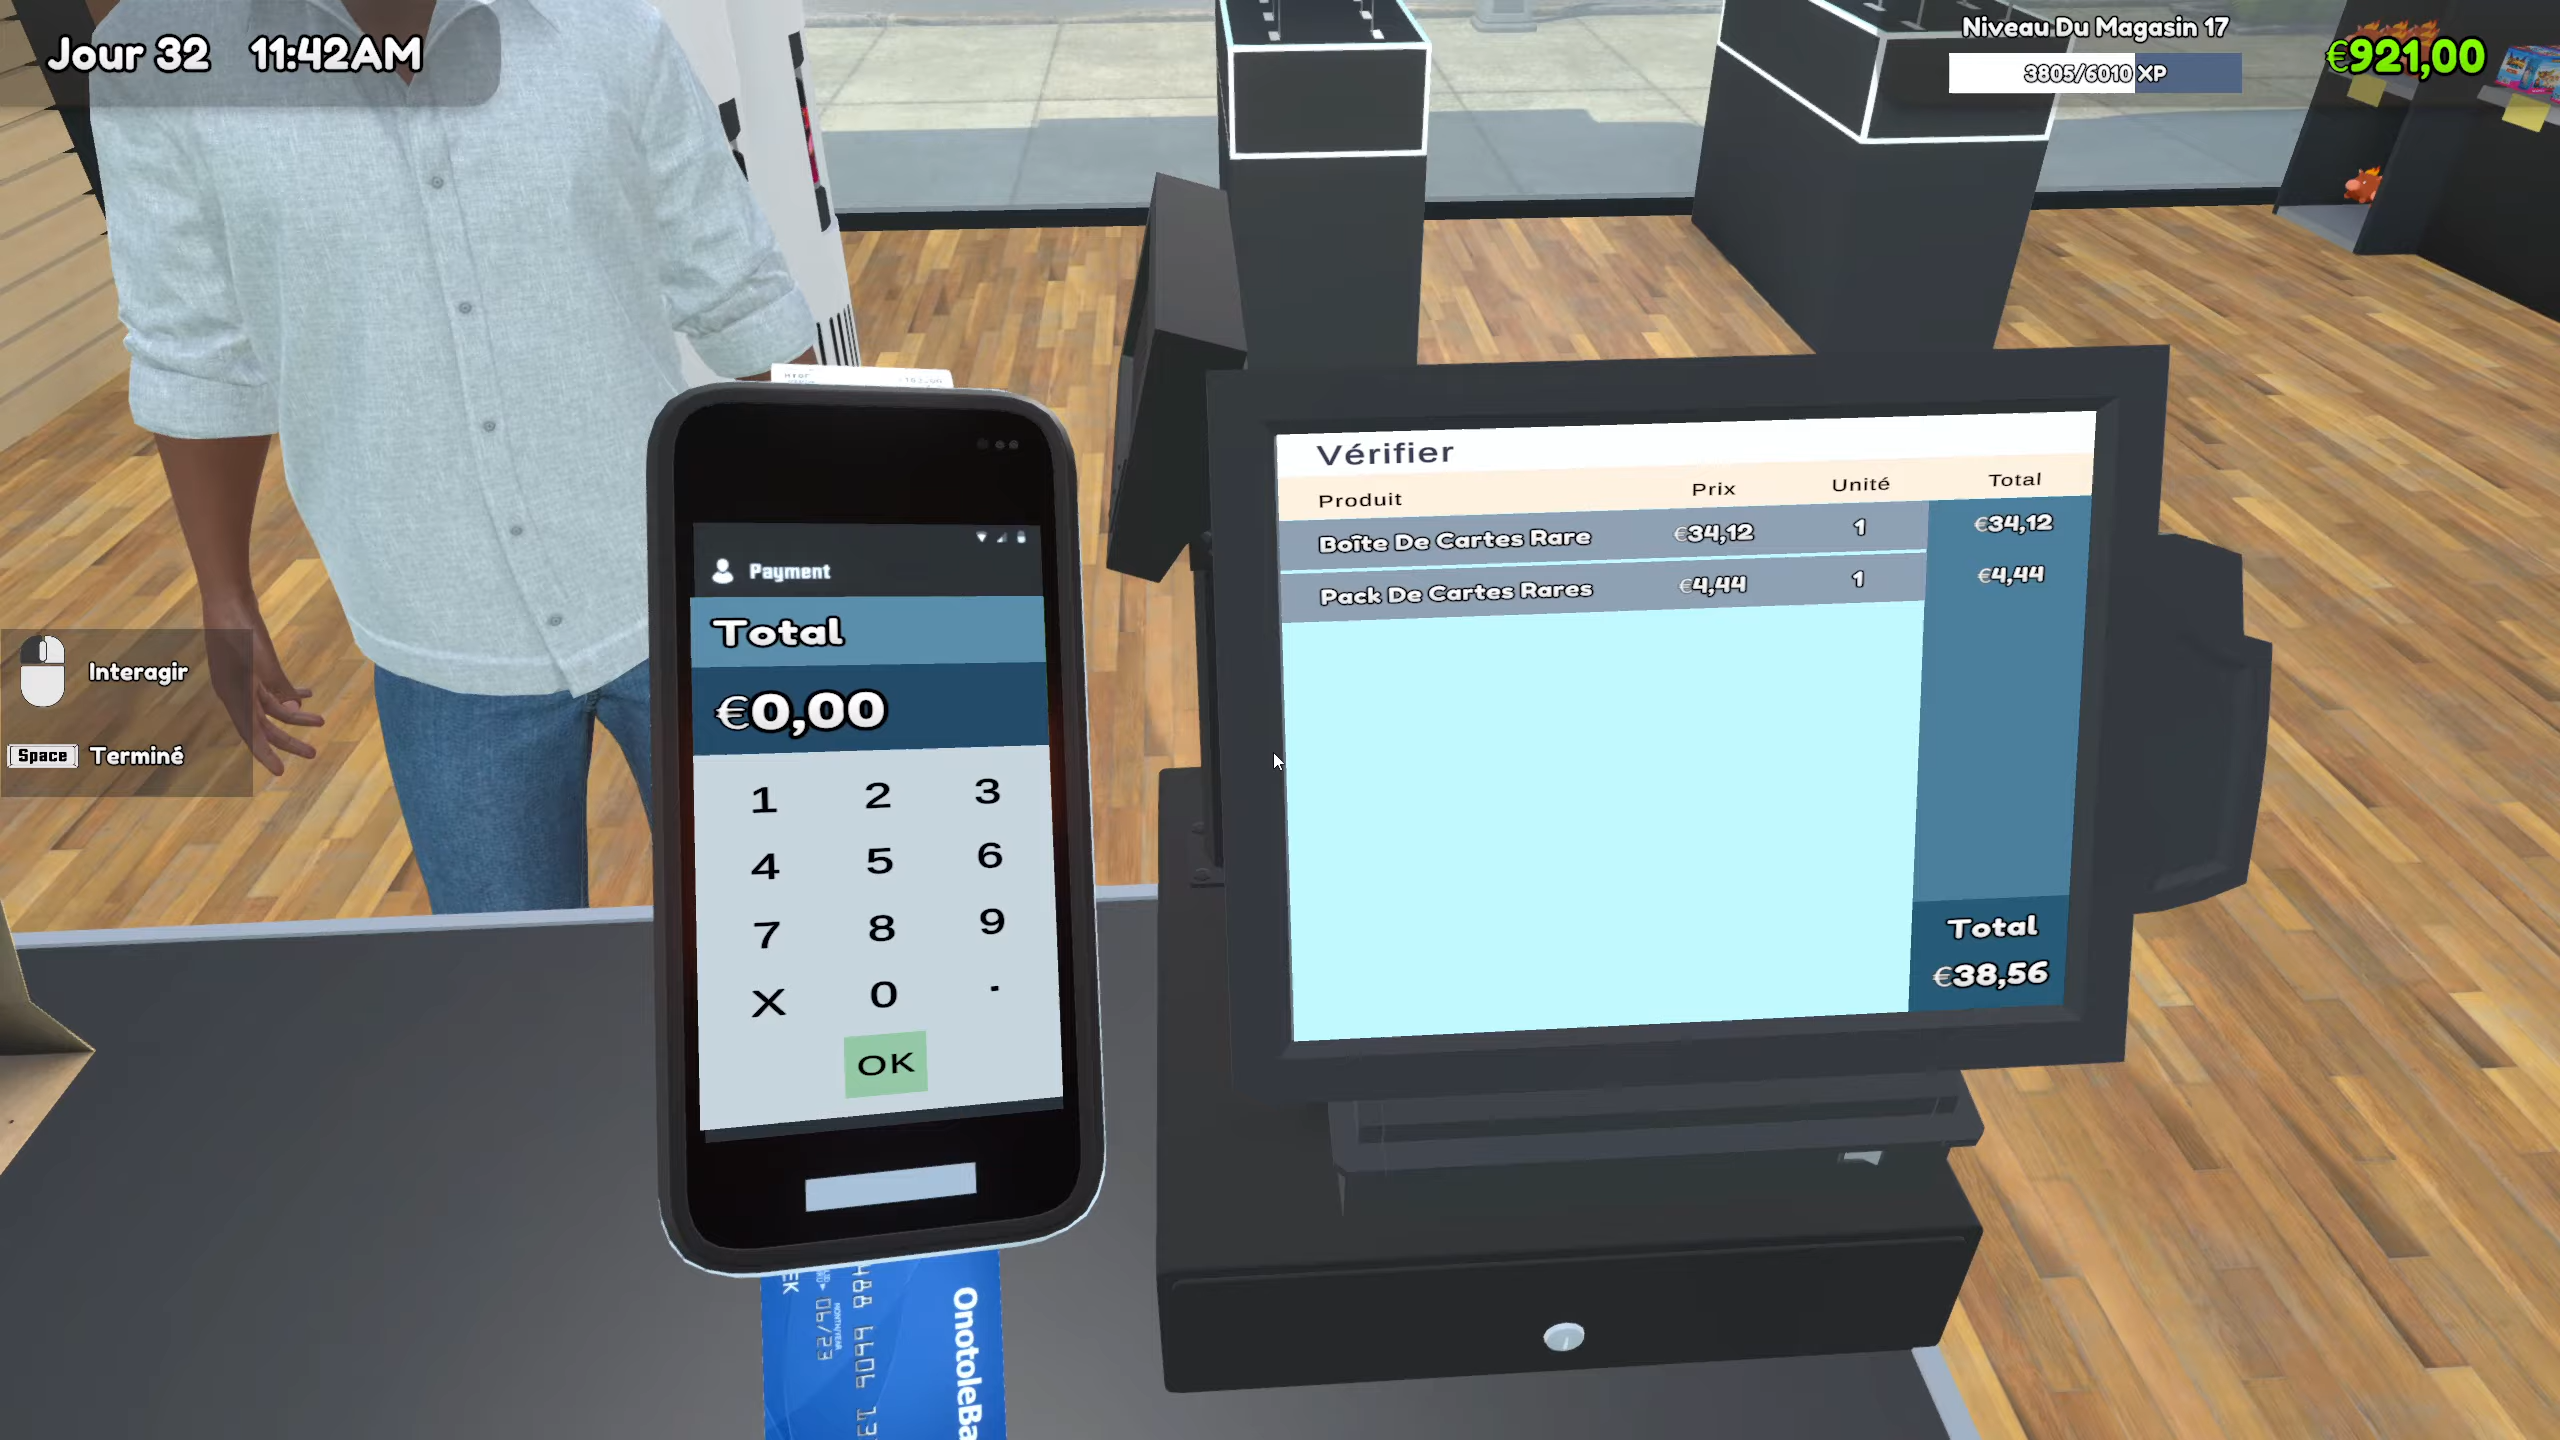 Jour 32 11:42AM
Niveau Du Magasin 17
3805/6010 XP
€921,00
Interagir
Space Terminé
Payment
Total
€0,00
1 2 3
4 5 6
7 8 9
X 0 .
OK
Vérifier
Produit Prix Unité Total
Boîte De Cartes Rare €34,12 1 €34,12
Pack De Cartes Rares €4,44 1 €4,44
Total
€38,56
OnotoleBa
06/23